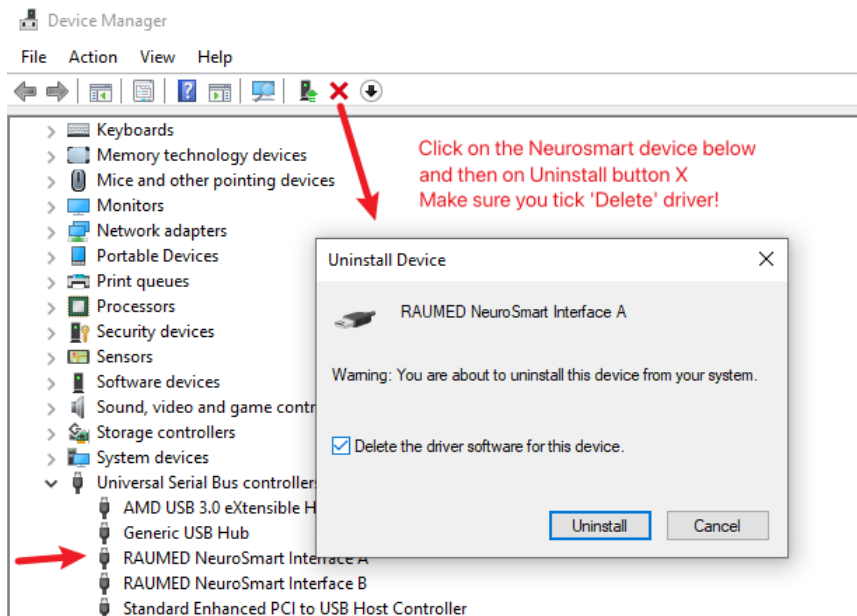 Device Manager
File Action View Help
Keyboards
Memory technology devices
Mice and other pointing devices
Monitors
Network adapters
Portable Devices
Print queues
Processors
Security devices
Sensors
Software devices
Sound, video and game contr
Storage controllers
System devices
Universal Serial Bus controllers
AMD USB 3.0 eXtensible H
Generic USB Hub
RAUMED NeuroSmart Interface A
RAUMED NeuroSmart Interface B
Standard Enhanced PCI to USB Host Controller
Click on the Neurosmart device below
and then on Uninstall button X
Make sure you tick 'Delete' driver!
Uninstall Device
RAUMED NeuroSmart Interface A
Warning: You are about to uninstall this device from your system.
Delete the driver software for this device.
Uninstall Cancel